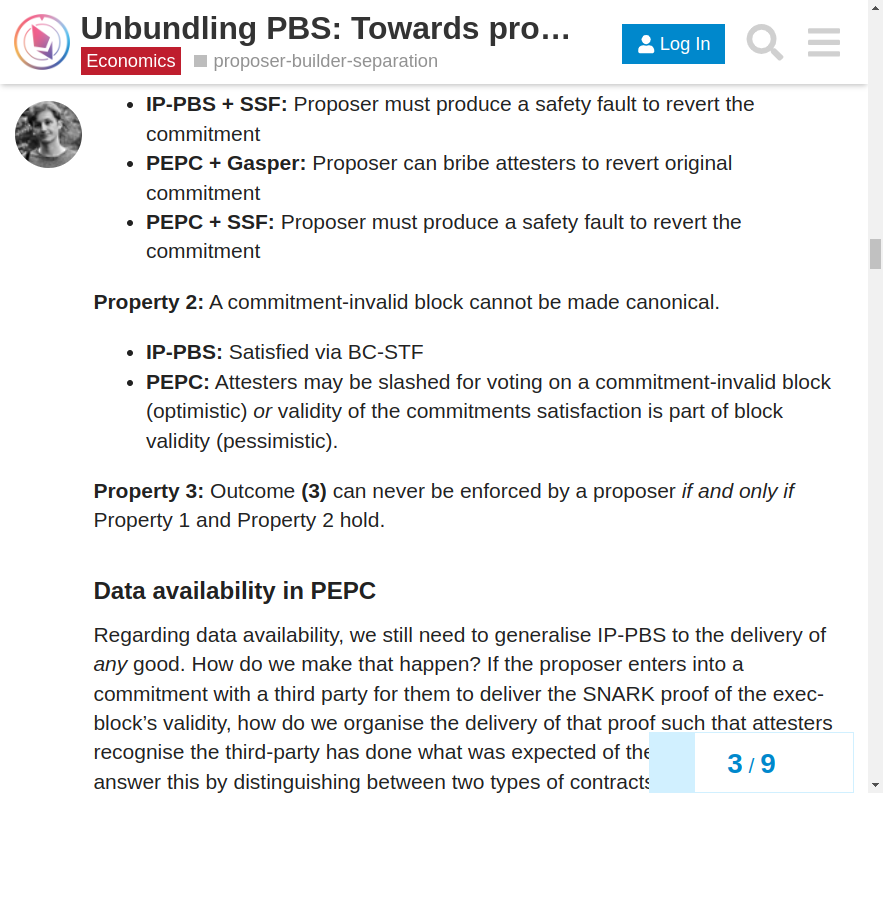 Unbundling PBS: Towards pro…
Log In
Economics proposer-builder-separation
• IP-PBS + SSF: Proposer must produce a safety fault to revert the
commitment
• PEPC + Gasper: Proposer can bribe attesters to revert original
commitment
• PEPC + SSF: Proposer must produce a safety fault to revert the
commitment
Property 2: A commitment-invalid block cannot be made canonical.
• IP-PBS: Satisfied via BC-STF
• PEPC: Attesters may be slashed for voting on a commitment-invalid block
(optimistic) or validity of the commitments satisfaction is part of block
validity (pessimistic).
Property 3: Outcome (3) can never be enforced by a proposer if and only if
Property 1 and Property 2 hold.
Data availability in PEPC
Regarding data availability, we still need to generalise IP-PBS to the delivery of
any good. How do we make that happen? If the proposer enters into a
commitment with a third party for them to deliver the SNARK proof of the exec-
block’s validity, how do we organise the delivery of that proof such that attesters
recognise the third-party has done what was expected of
answer this by distinguishing between two types of contracts
3 / 9